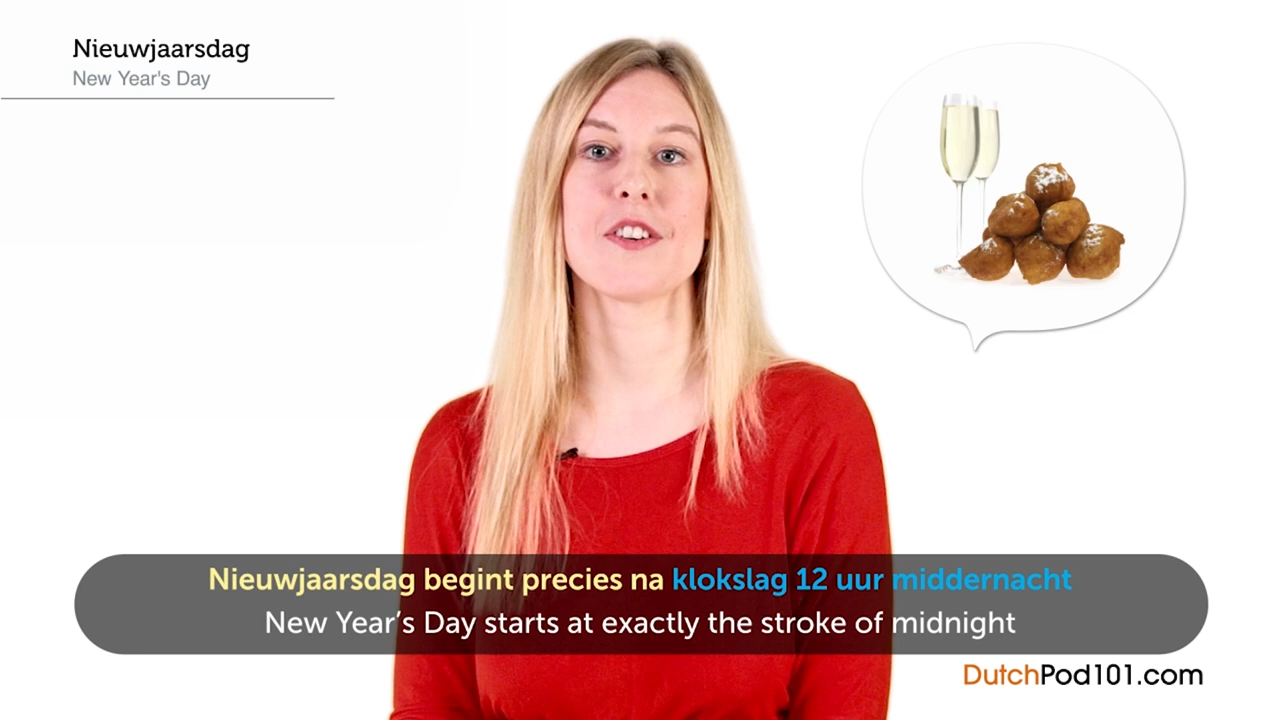 Nieuwjaarsdag
New Year's Day
Nieuwjaarsdag begint precies na klokslag 12 uur middernacht
New Year’s Day starts at exactly the stroke of midnight
DutchPod101.com